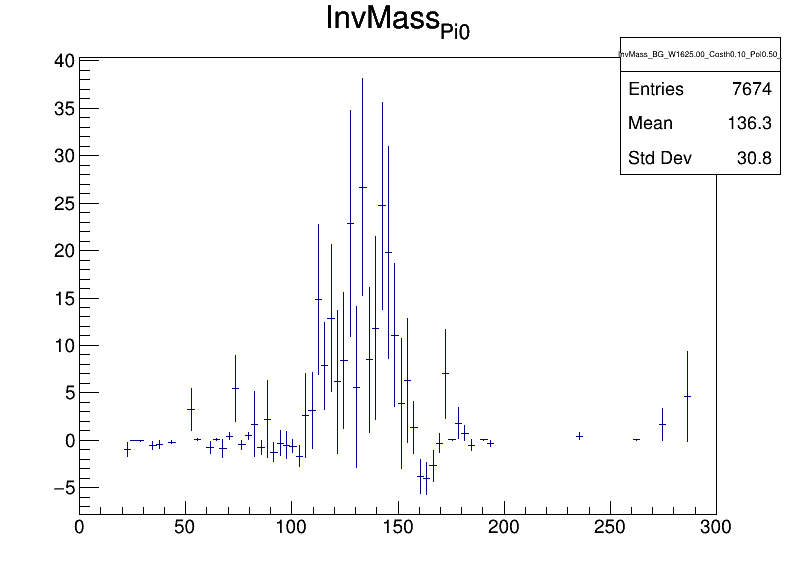 InvMass_Pi0
InvMass_BG_W1625.00_Costh0.10_Pol0.50_
Entries 7674
Mean 136.3
Std Dev 30.8
40
35
30
25
20
15
10
5
0
−5
0 50 100 150 200 250 300